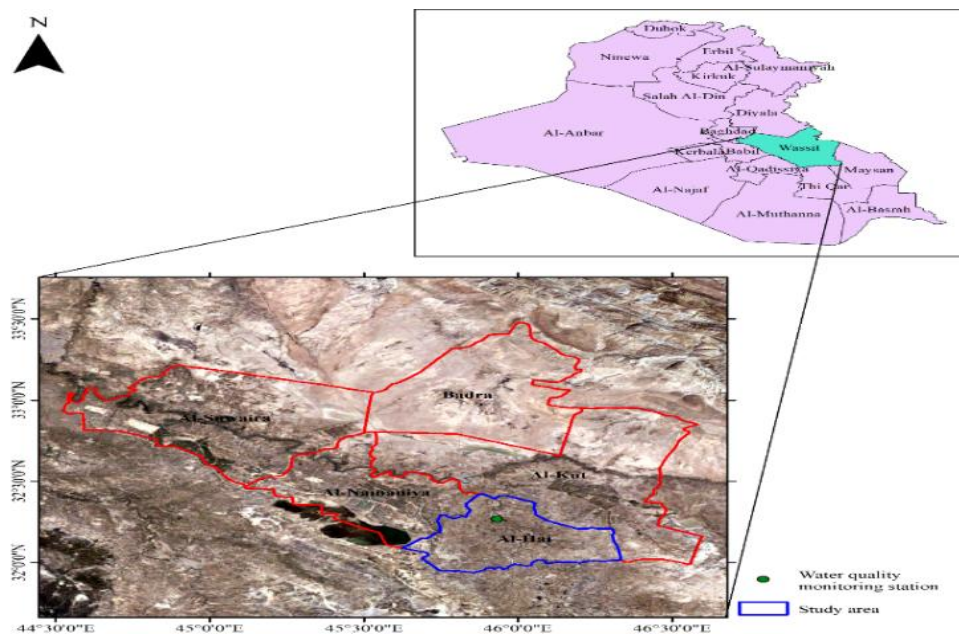 N
Duhok
Ninewa
Erbil
Al-Sulaymaniyah
Kirkuk
Salah Al-Din
Diyala
Al-Anbar
Baghdad
Wassit
Kerbala
Babil
Al-Qadissiya
Maysan
Al-Najaf
Thi Qar
Al-Muthanna
Al-Basrah
33°30'0"N
33°0'0"N
32°30'0"N
32°0'0"N
Badra
Al-Suwaira
Al-Kut
Al-Namaniya
Al-Hai
44°30'0"E
45°0'0"E
45°30'0"E
46°0'0"E
46°30'0"E
Water quality
monitoring station
Study area